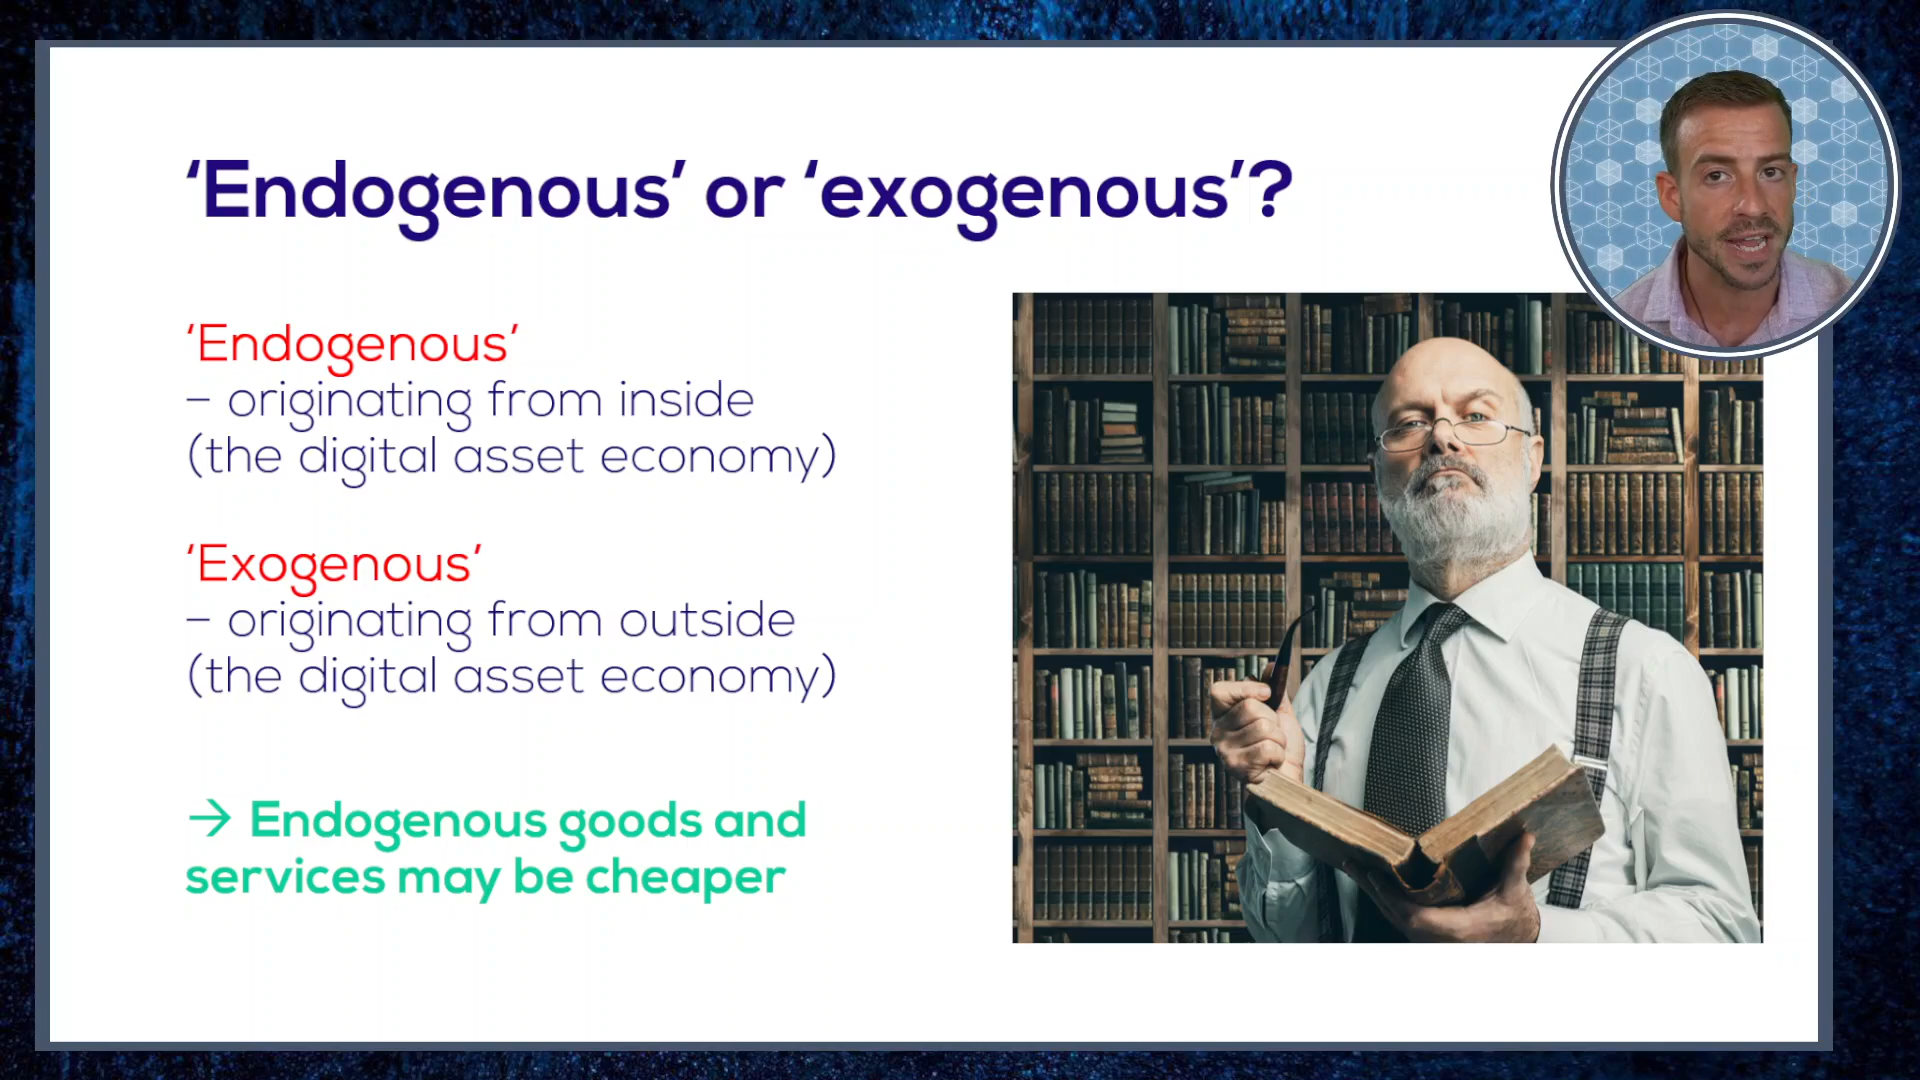 ‘Endogenous’ or ‘exogenous’?
‘Endogenous’
– originating from inside
(the digital asset economy)
‘Exogenous’
– originating from outside
(the digital asset economy)
→ Endogenous goods and
services may be cheaper